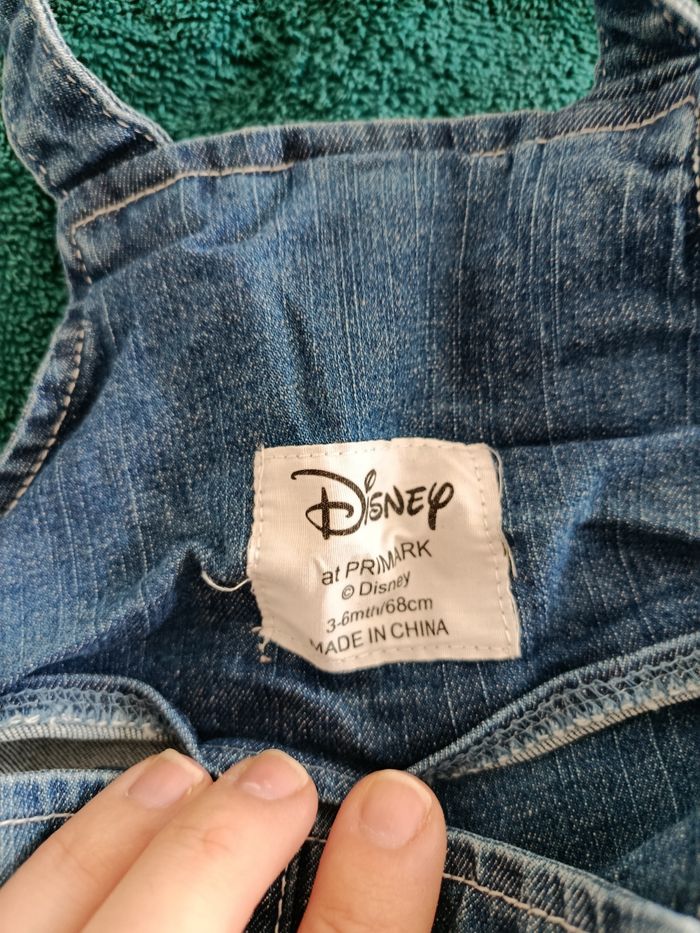 Disney
at PRIMARK
© Disney
3-6mth/68cm
MADE IN CHINA